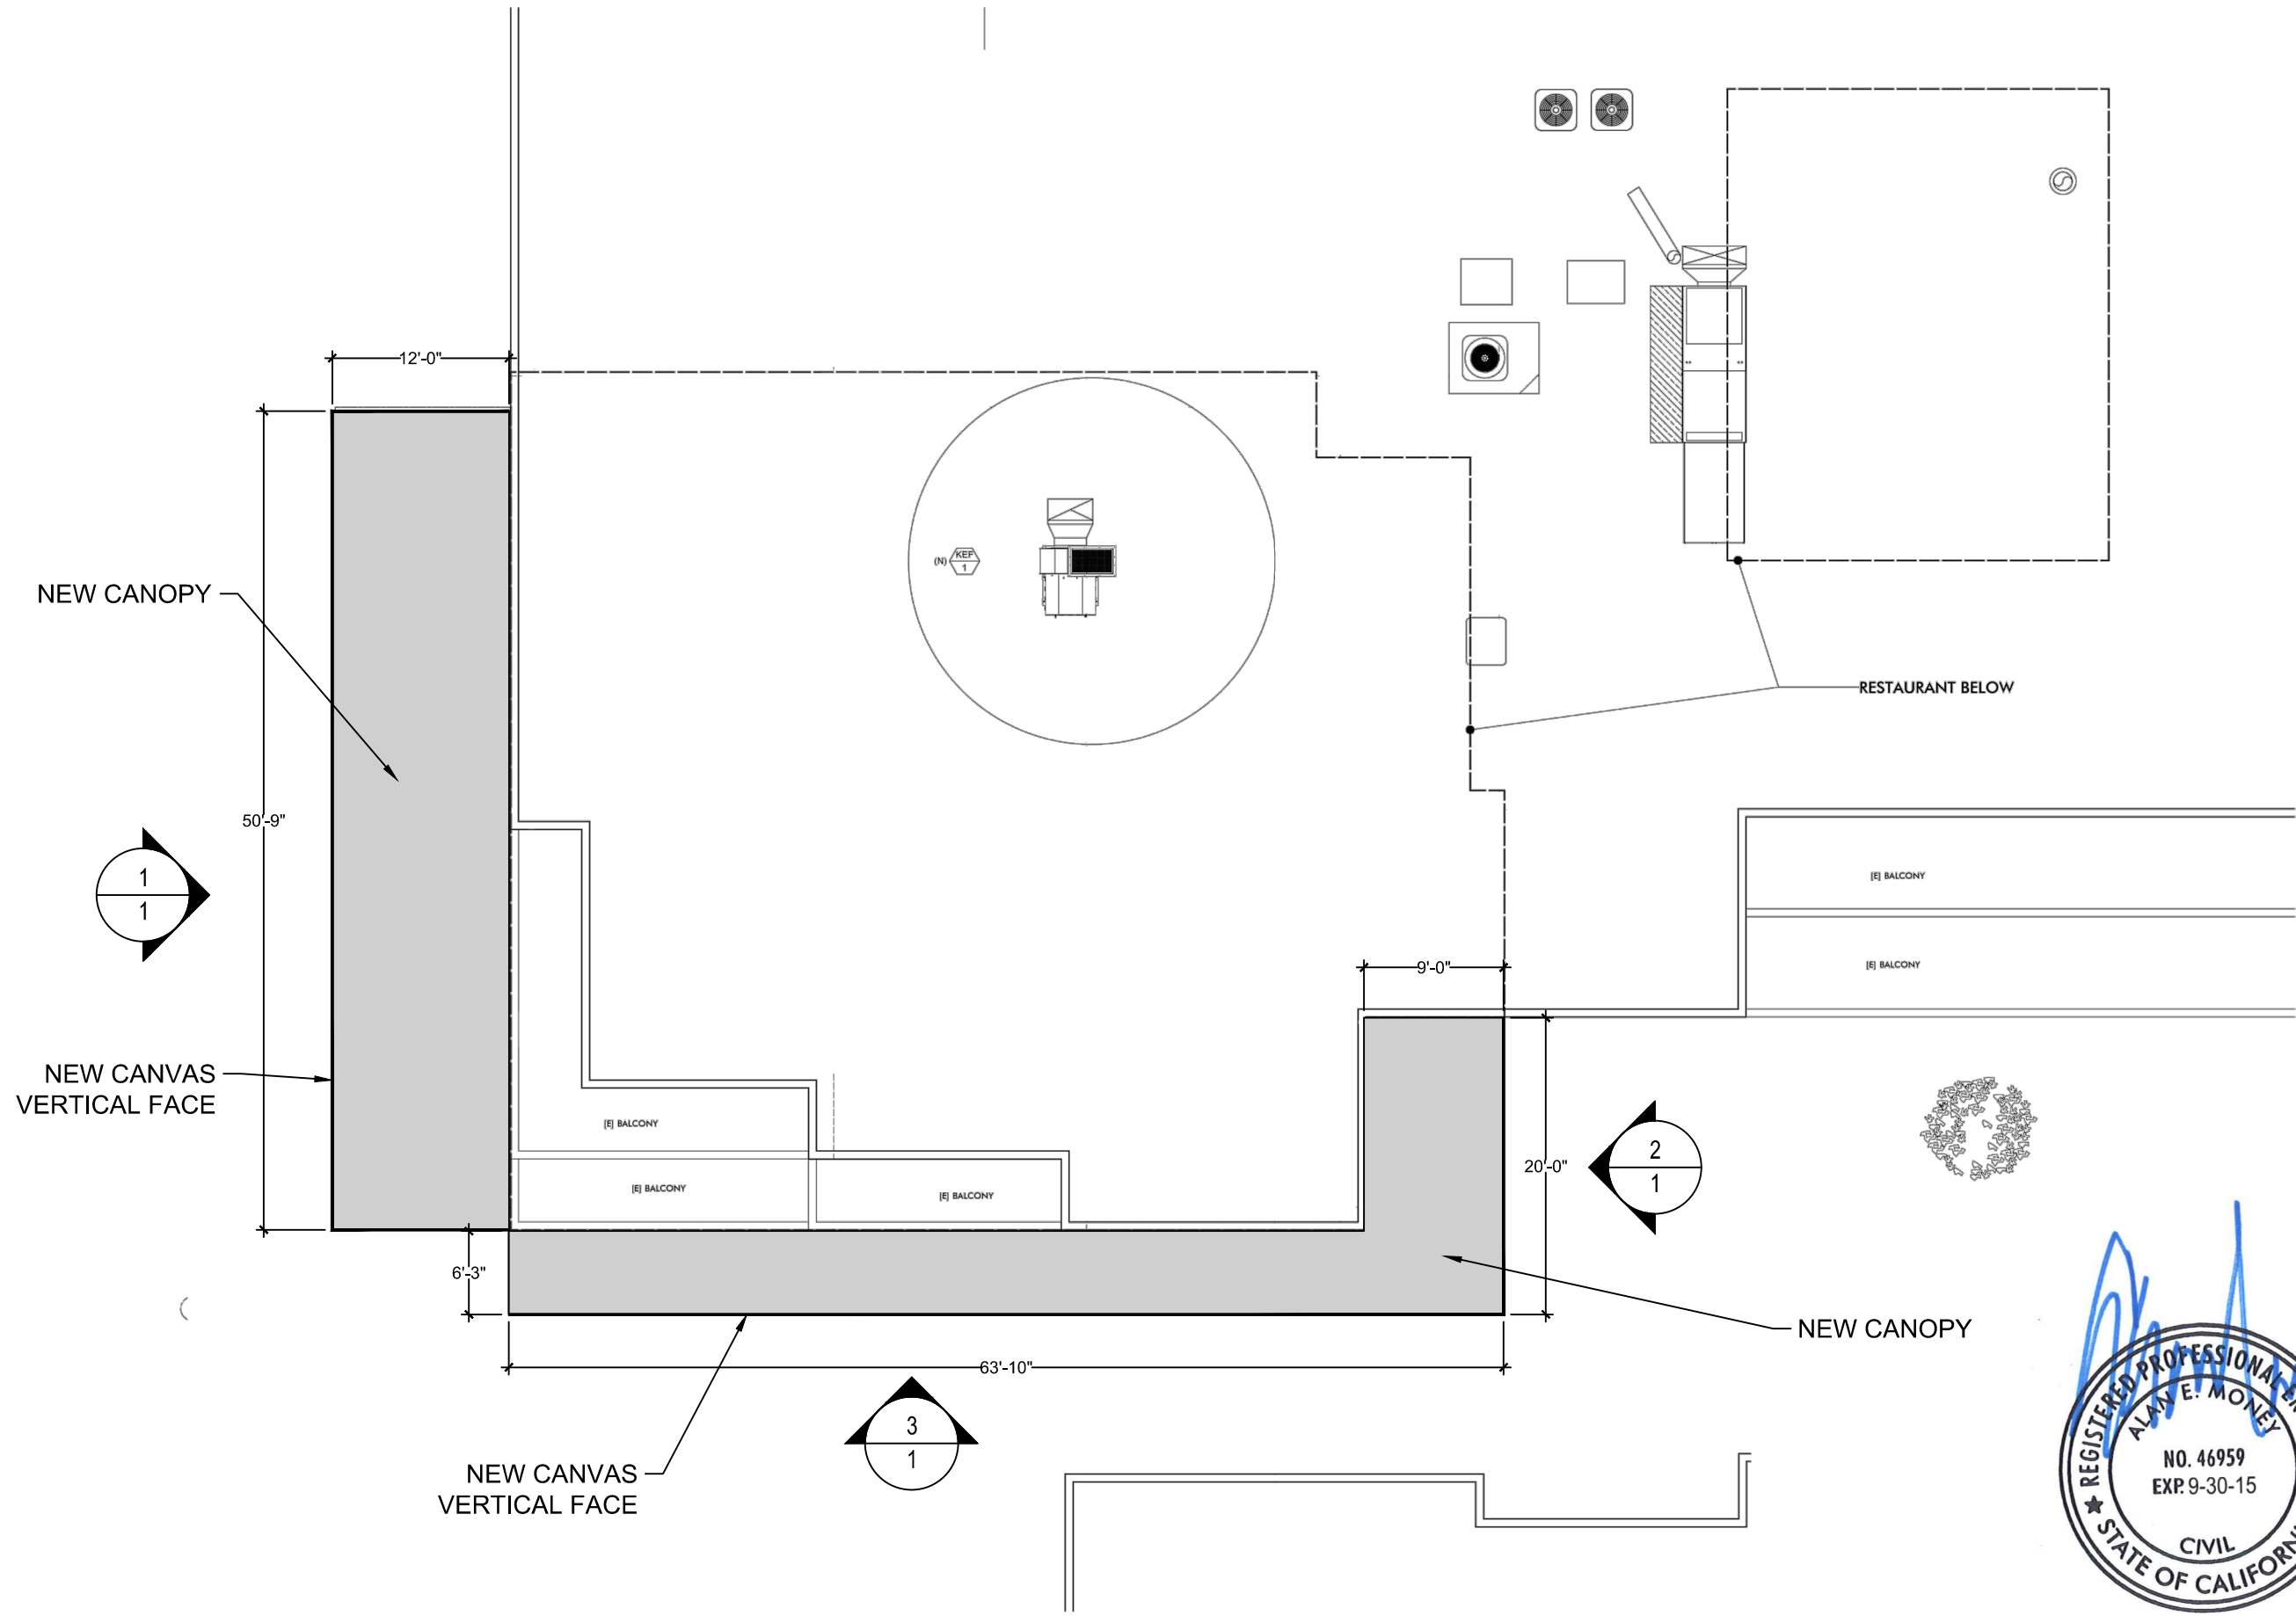 12'-0"
NEW CANOPY
50'-9"
1
1
NEW CANVAS
VERTICAL FACE
6'-3"
(N)
KEF
1
RESTAURANT BELOW
[E] BALCONY
[E] BALCONY
9'-0"
[E] BALCONY
[E] BALCONY
[E] BALCONY
20'-0"
2
1
NEW CANOPY
63'-10"
3
1
NEW CANVAS
VERTICAL FACE
REGISTERED PROFESSIONAL
ALAN E. MONEY
NO. 46959
EXP. 9-30-15
CIVIL
STATE OF